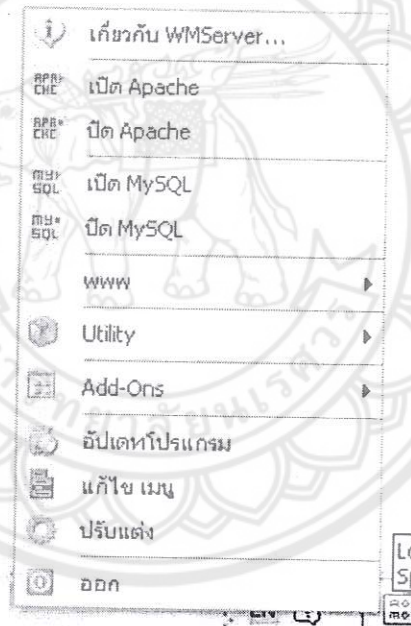 เกี่ยวกับ WMServer...
เปิด Apache
ปิด Apache
เปิด MySQL
ปิด MySQL
www
Utility
Add-Ons
อัปเดทโปรแกรม
แก้ไข เมนู
ปรับแต่ง
ออก
EN